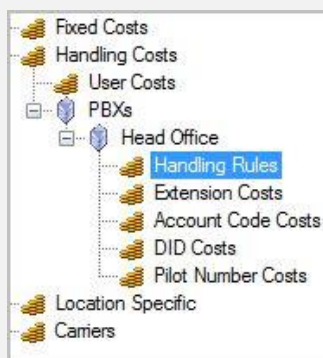 Fixed Costs
Handling Costs
User Costs
PBXs
Head Office
Handling Rules
Extension Costs
Account Code Costs
DID Costs
Pilot Number Costs
Location Specific
Carriers